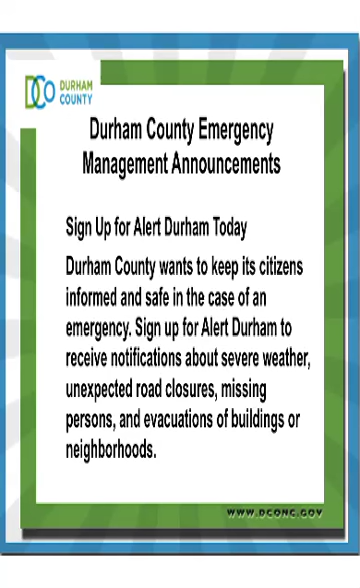 DCO DURHAM
COUNTY
Durham County Emergency
Management Announcements
Sign Up for Alert Durham Today
Durham County wants to keep its citizens
informed and safe in the case of an
emergency. Sign up for Alert Durham to
receive notifications about severe weather,
unexpected road closures, missing
persons, and evacuations of buildings or
neighborhoods.
WWW.DCONC.GOV